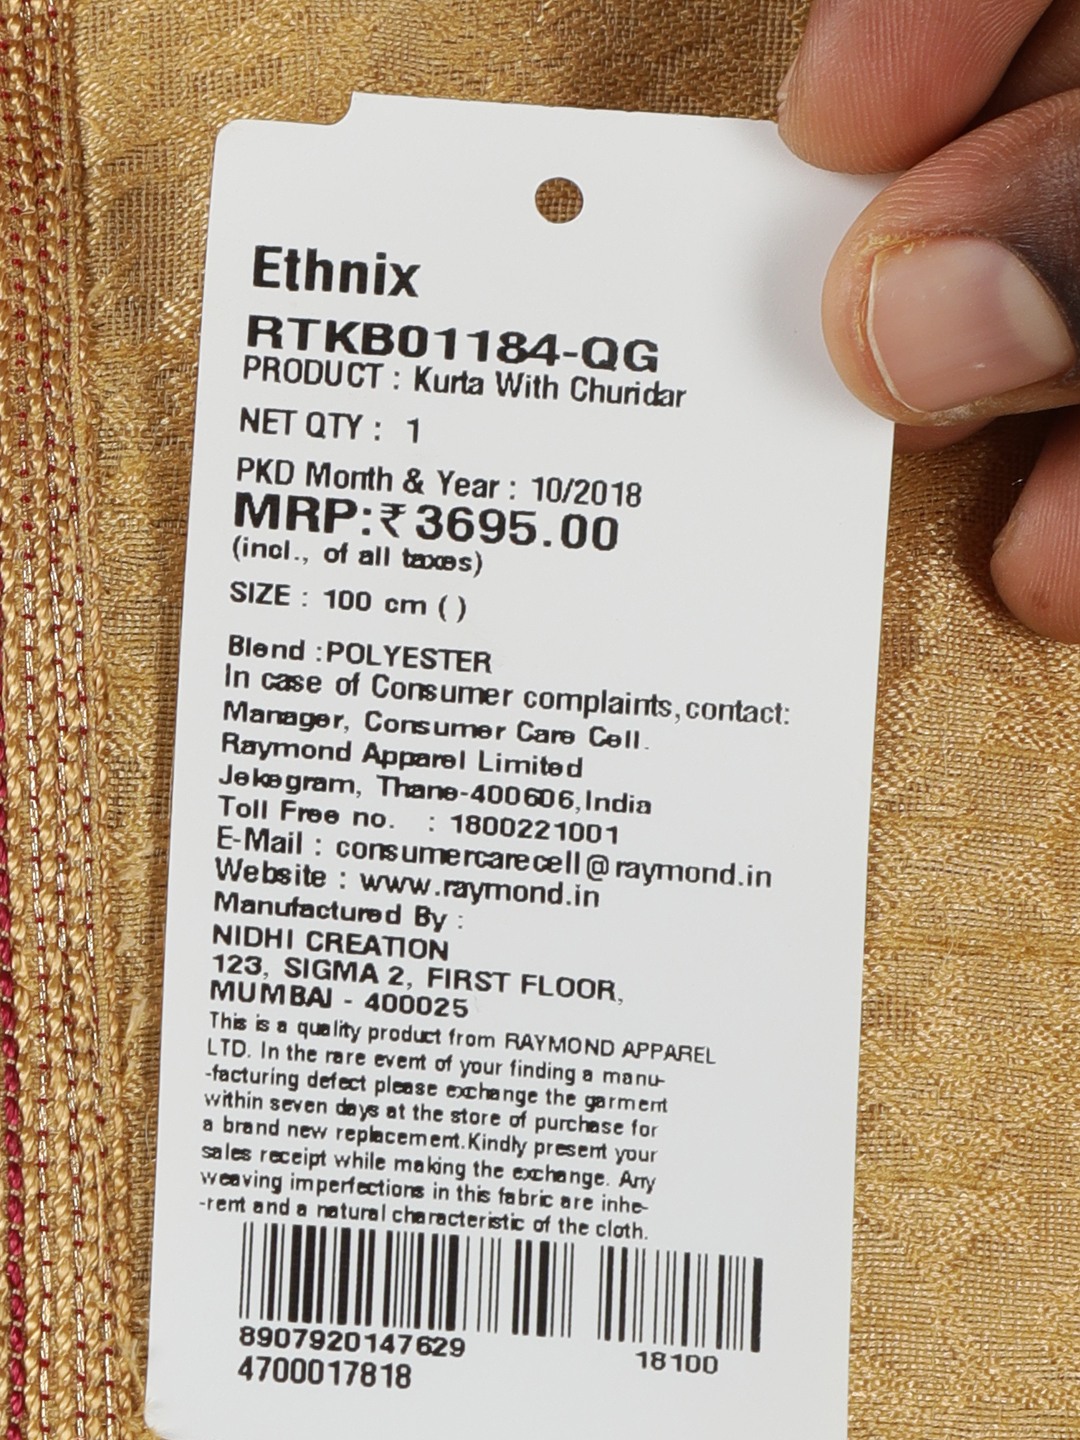 Ethnix
RTKB01184-QG
PRODUCT : Kurta With Churidar
NET QTY : 1
PKD Month & Year : 10/2018
MRP:₹3695.00
(incl., of all taxes)
SIZE : 100 cm ( )
Blend :POLYESTER
In case of Consumer complaints,contact:
Manager, Consumer Care Cell.
Raymond Apparel Limited
Jekegram, Thane-400606,India
Toll Free no. : 1800221001
E-Mail : consumercarecell@raymond.in
Website : www.raymond.in
Manufactured By :
NIDHI CREATION
123, SIGMA 2, FIRST FLOOR,
MUMBAI - 400025
This is a quality product from RAYMOND APPAREL
LTD. In the rare event of your finding a manu-
-facturing defect please exchange the garment
within seven days at the store of purchase for
a brand new replacement.Kindly present your
sales receipt while making the exchange. Any
weaving imperfections in this fabric are inhe-
-rent and a natural characteristic of the cloth.
8907920147629 18100
4700017818